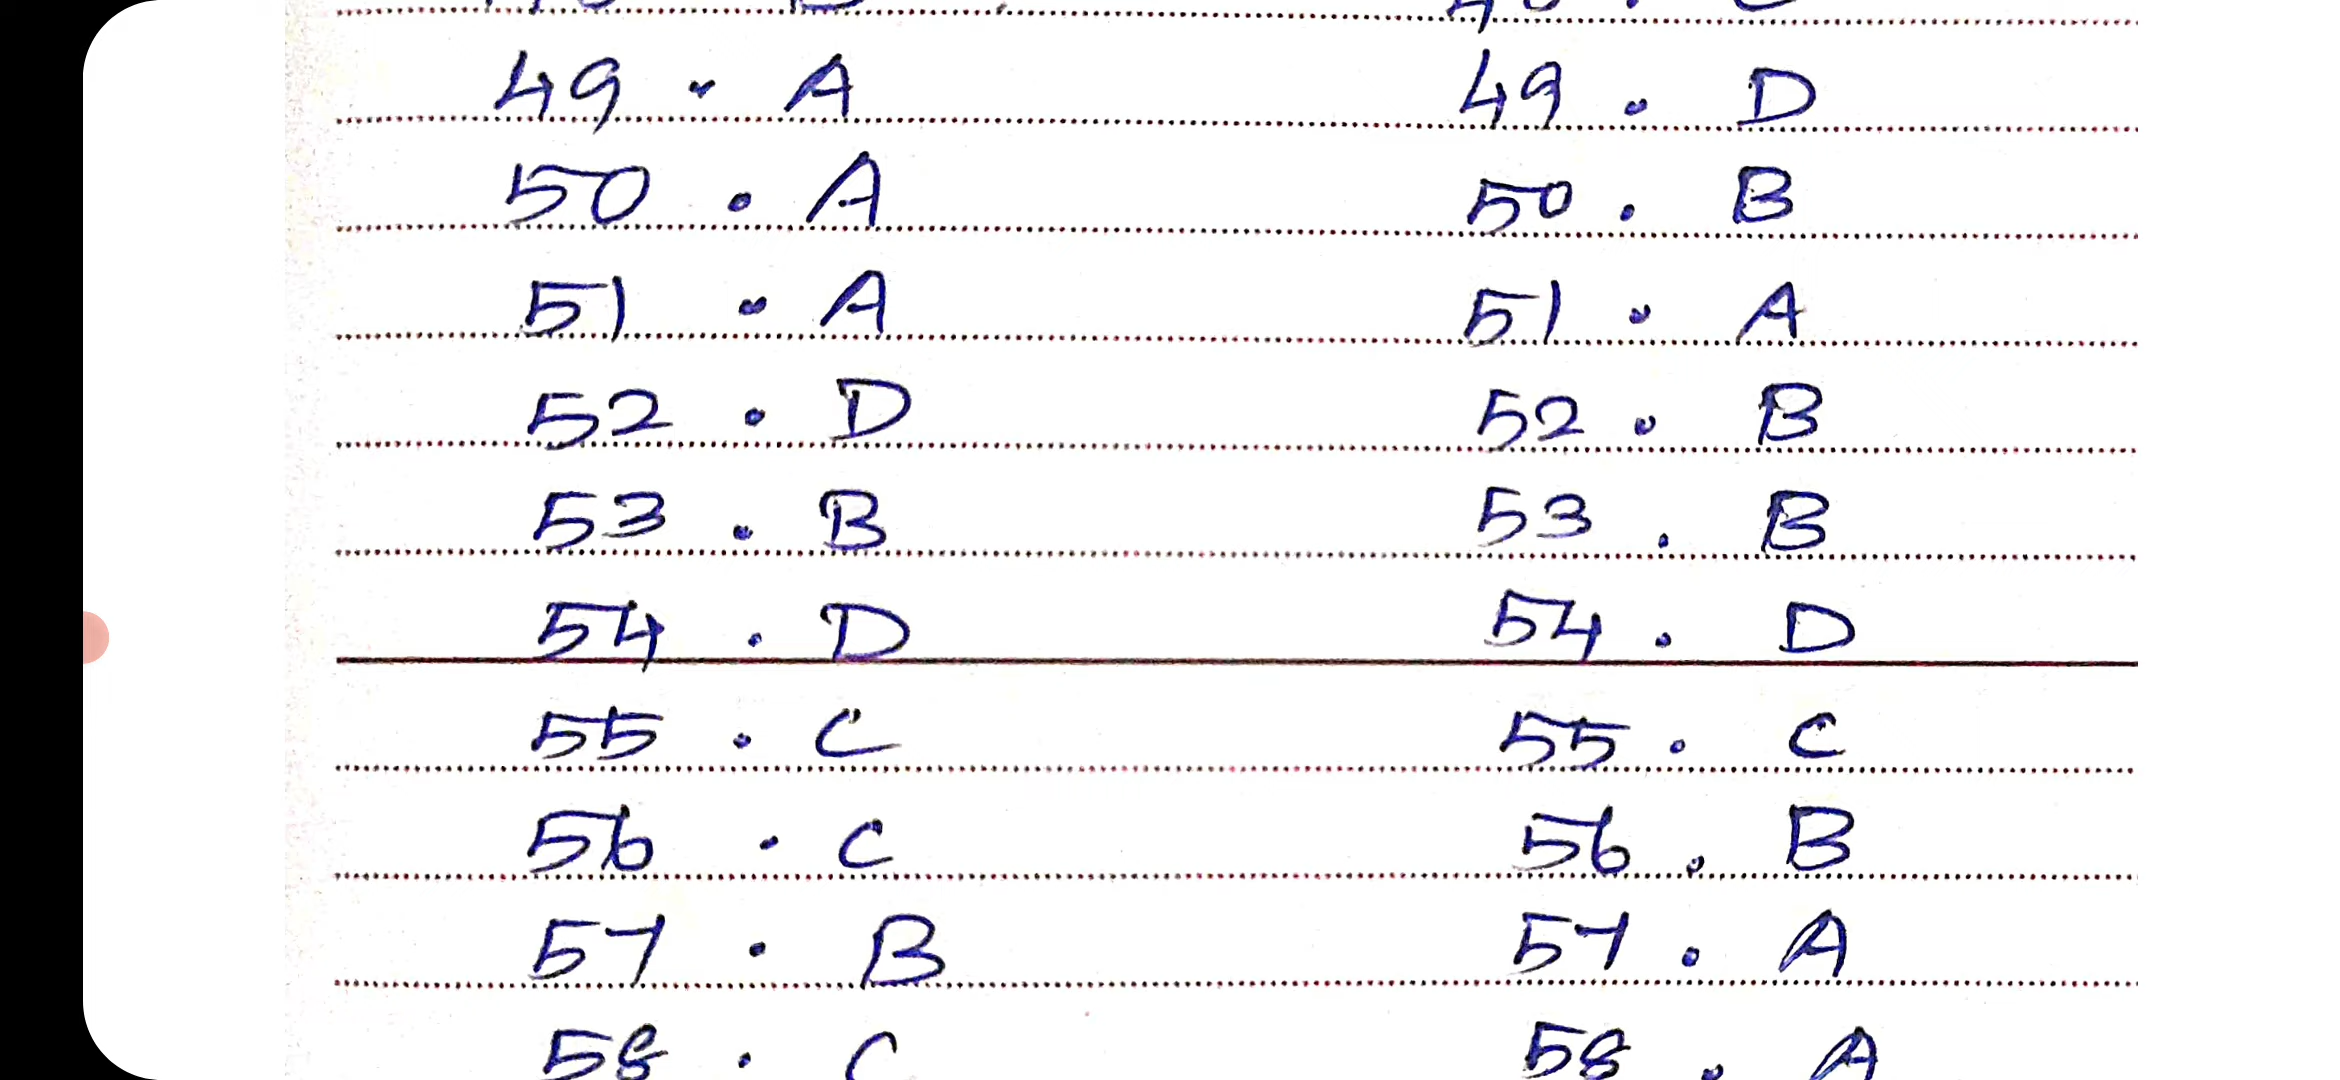 49 . A 49 . D
50 . A 50 . B
51 . A 51 . A
52 . D 52 . B
53 . B 53 . B
54 . D 54 . D
55 . C 55 . C
56 . C 56 . B
57 . B 57 . A
58 . C 58 . A